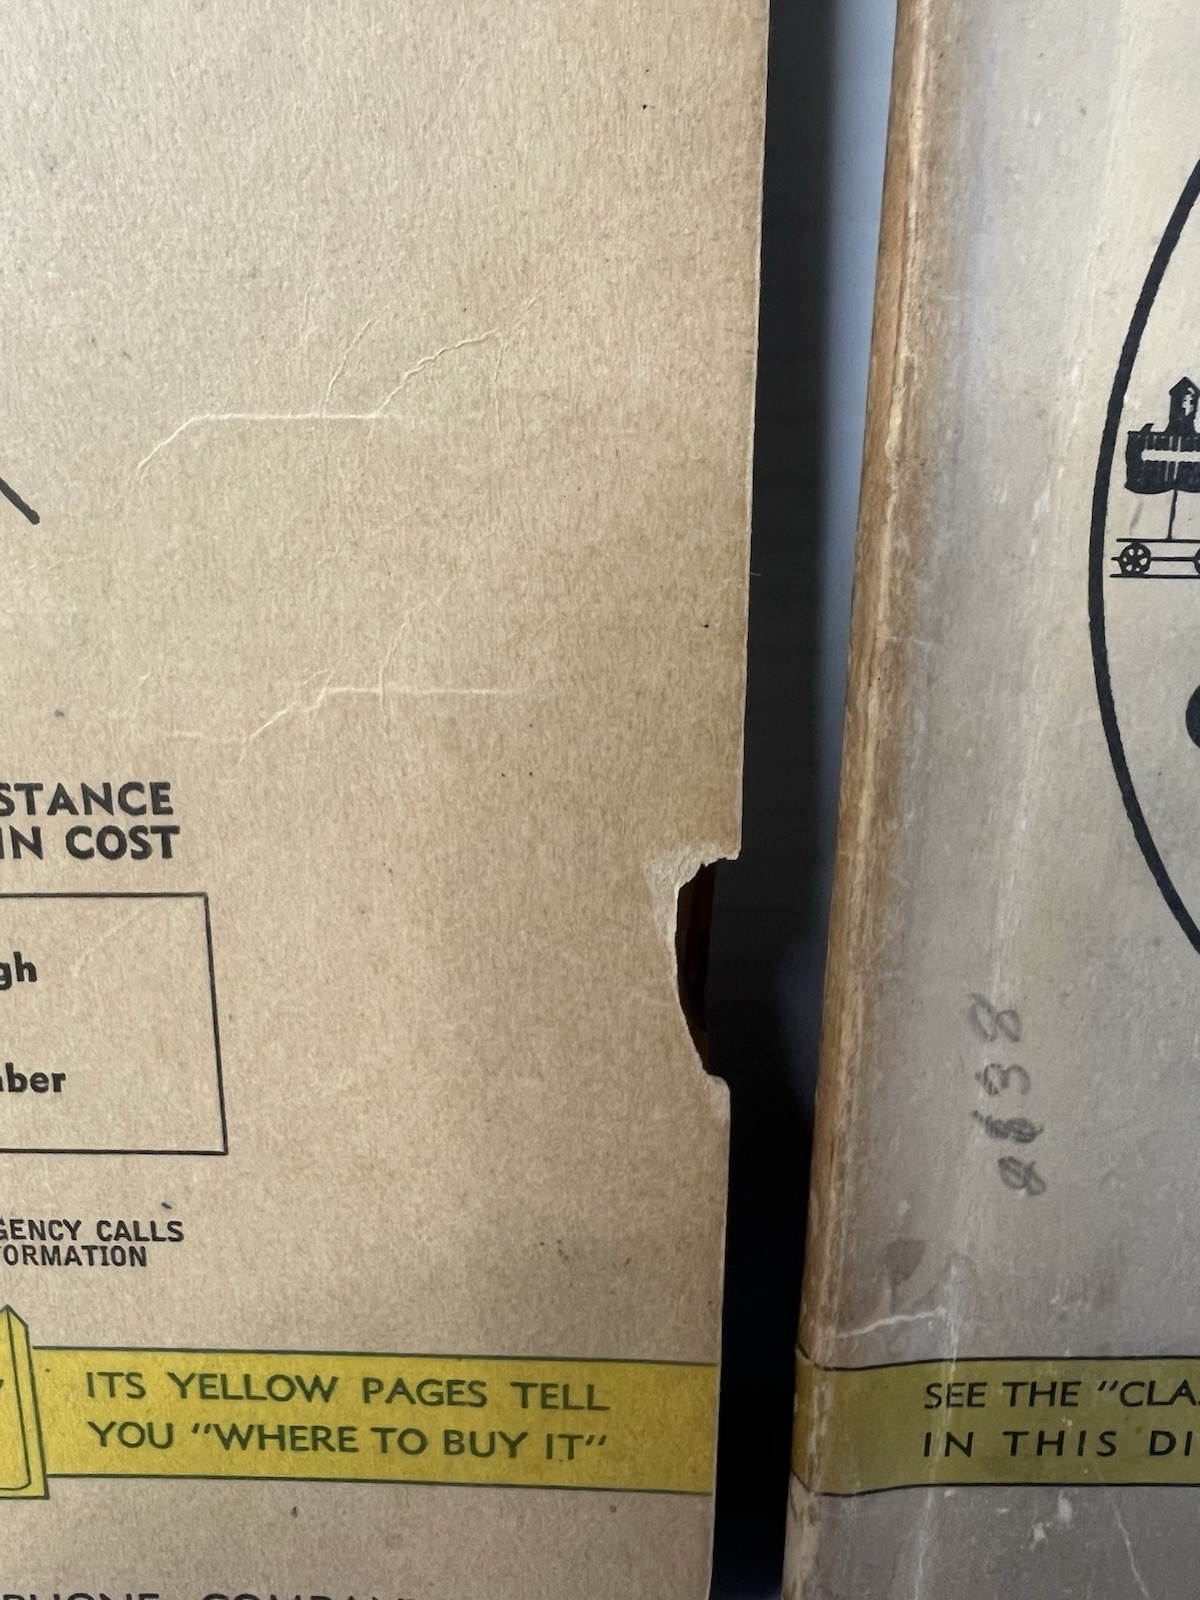 STANCE
IN COST
gh
ber
GENCY CALLS
ORMATION
ITS YELLOW PAGES TELL
YOU "WHERE TO BUY IT"
SEE THE "CLA
IN THIS DI